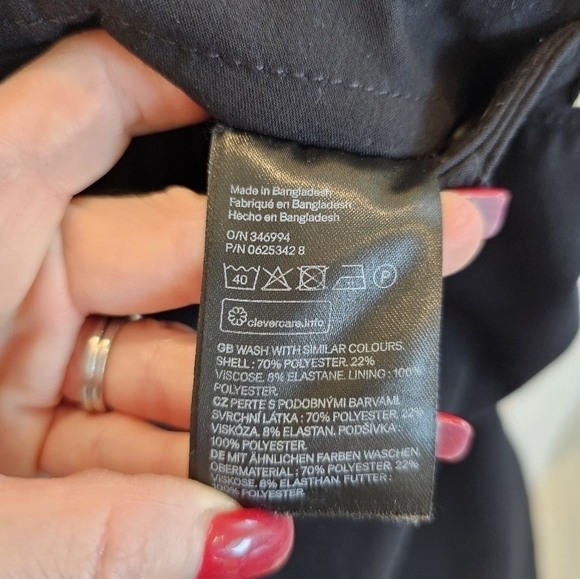 Made in Bangladesh
Fabriqué en Bangladesh
Hecho en Bangladesh
O/N 346994
P/N 0625342 8
40
P
clevercare.info
GB WASH WITH SIMILAR COLOURS.
SHELL : 70% POLYESTER. 22%
VISCOSE. 8% ELASTANE. LINING : 100%
POLYESTER.
CZ PERTE S PODOBNÝMI BARVAMI.
SVRCHNÍ LÁTKA : 70% POLYESTER. 22%
VISKÓZA. 8% ELASTAN. PODŠÍVKA :
100% POLYESTER.
DE MIT ÄHNLICHEN FARBEN WASCHEN.
OBERMATERIAL : 70% POLYESTER. 22%
VISKOSE. 8% ELASTHAN. FUTTER :
100% POLYESTER.